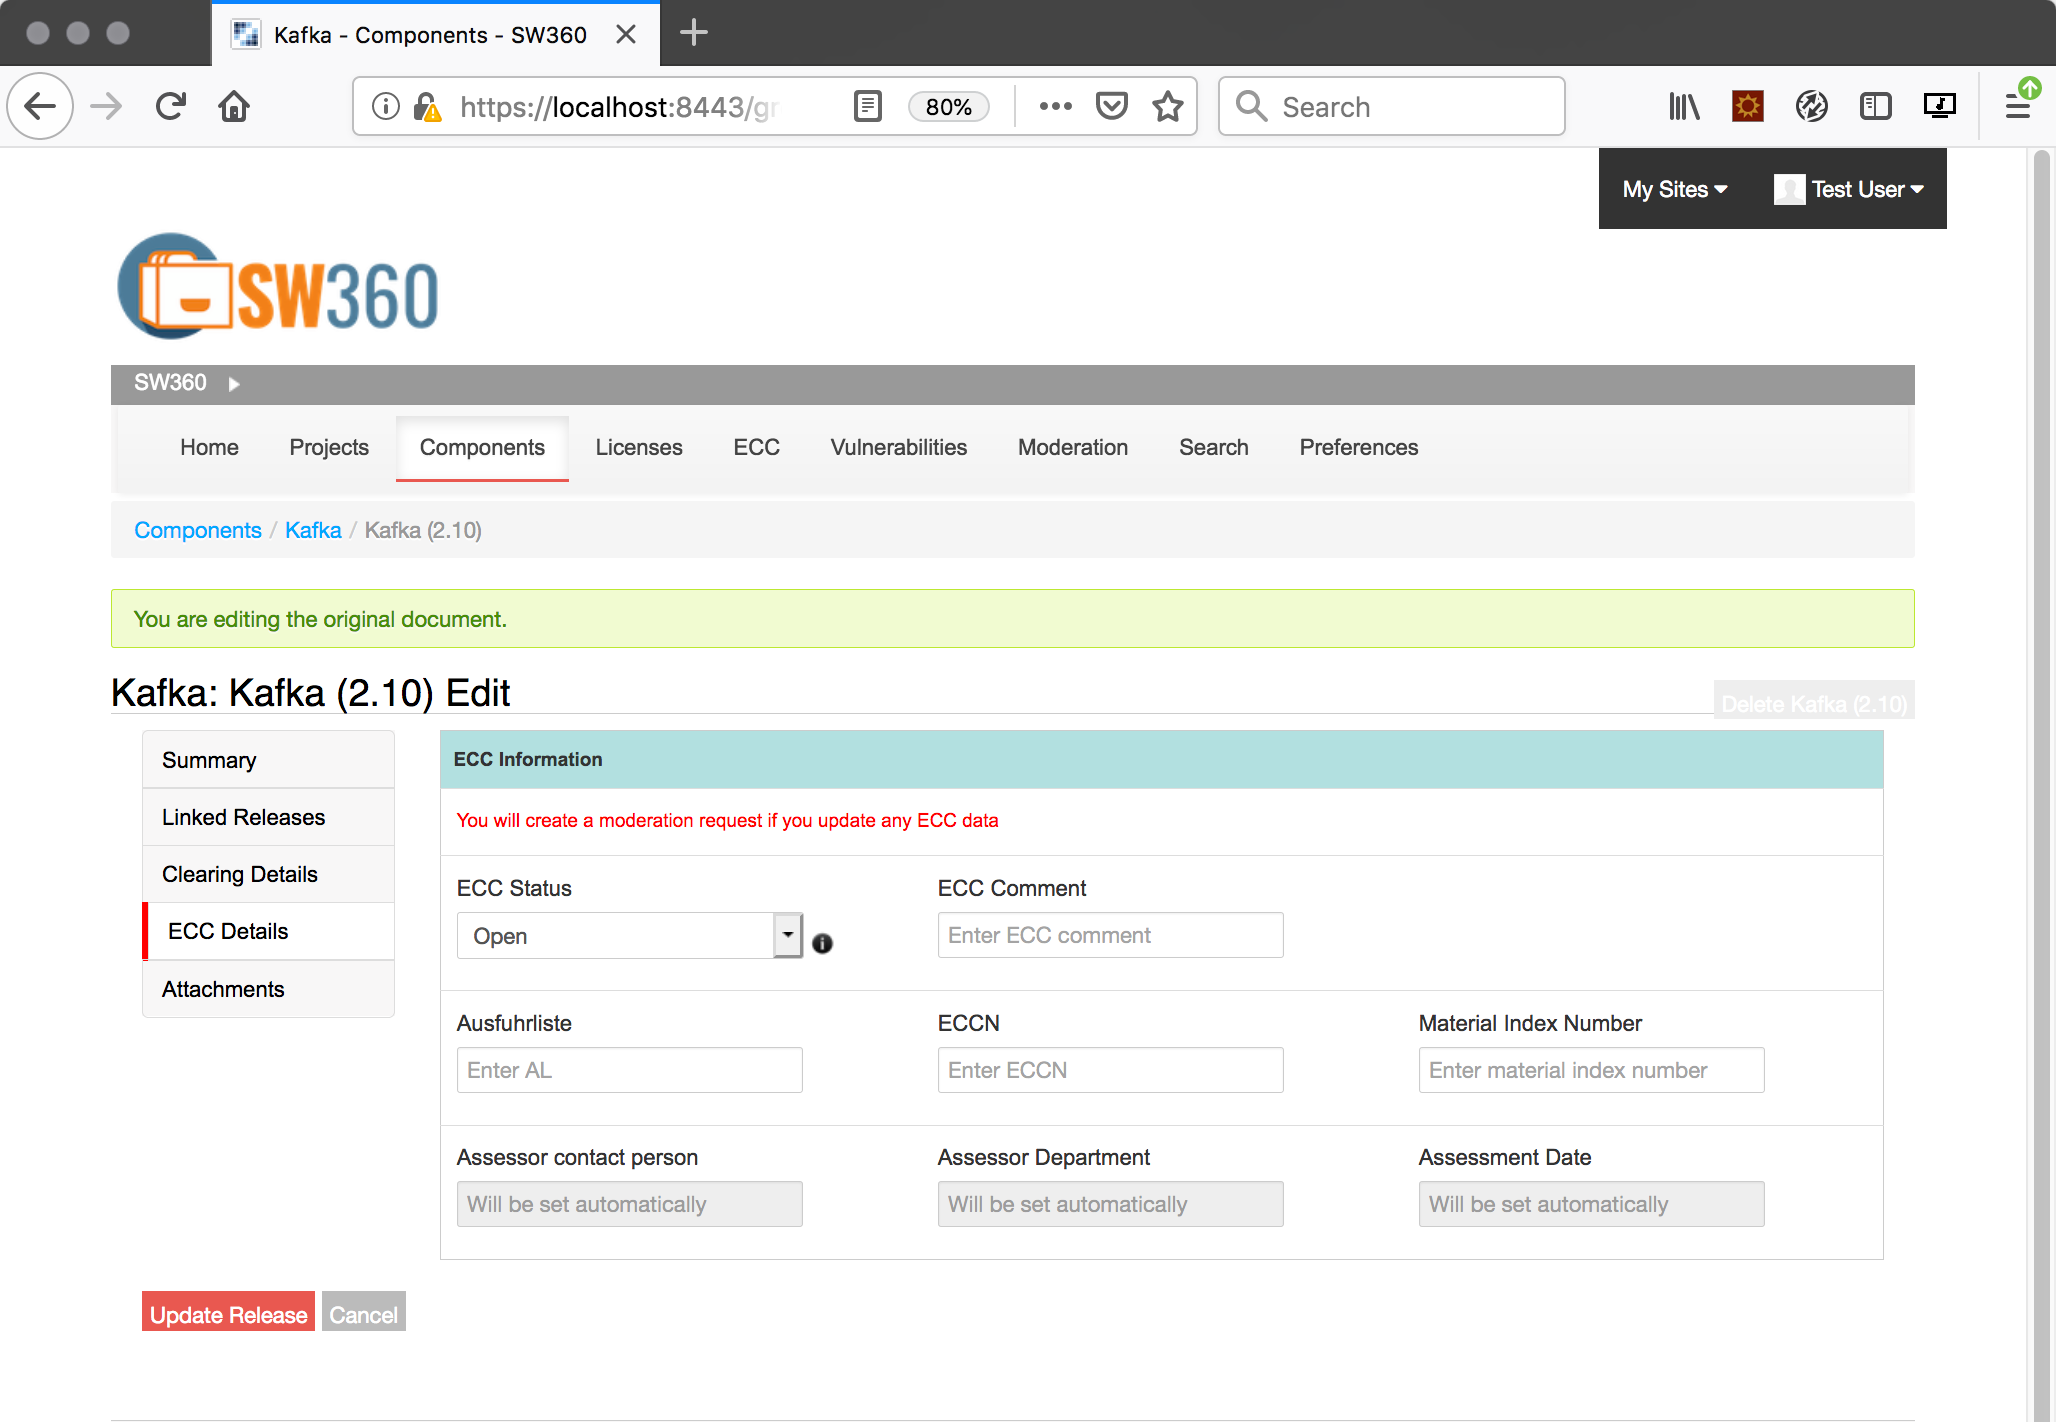 Kafka - Components - SW360
https://localhost:8443/gr
80%
Search
My Sites
Test User
SW360
SW360
Home
Projects
Components
Licenses
ECC
Vulnerabilities
Moderation
Search
Preferences
Components / Kafka / Kafka (2.10)
You are editing the original document.
Kafka: Kafka (2.10) Edit
Delete Kafka (2.10)
Summary
Linked Releases
Clearing Details
ECC Details
Attachments
ECC Information
You will create a moderation request if you update any ECC data
ECC Status
ECC Comment
Open
Enter ECC comment
Ausfuhrliste
ECCN
Material Index Number
Enter AL
Enter ECCN
Enter material index number
Assessor contact person
Assessor Department
Assessment Date
Will be set automatically
Will be set automatically
Will be set automatically
Update Release
Cancel